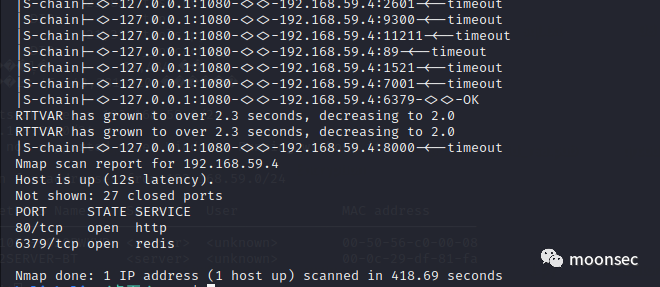 |S-chain|-<>-127.0.0.1:1080-<><>-192.168.59.4:2601-<--timeout
|S-chain|-<>-127.0.0.1:1080-<><>-192.168.59.4:9300-<--timeout
|S-chain|-<>-127.0.0.1:1080-<><>-192.168.59.4:11211-<--timeout
|S-chain|-<>-127.0.0.1:1080-<><>-192.168.59.4:89-<--timeout
|S-chain|-<>-127.0.0.1:1080-<><>-192.168.59.4:1521-<--timeout
|S-chain|-<>-127.0.0.1:1080-<><>-192.168.59.4:7001-<--timeout
|S-chain|-<>-127.0.0.1:1080-<><>-192.168.59.4:6379-<><>-OK
RTTVAR has grown to over 2.3 seconds, decreasing to 2.0
RTTVAR has grown to over 2.3 seconds, decreasing to 2.0
|S-chain|-<>-127.0.0.1:1080-<><>-192.168.59.4:8000-<--timeout
Nmap scan report for 192.168.59.4
Host is up (12s latency).
Not shown: 27 closed ports
PORT     STATE SERVICE
80/tcp   open  http
6379/tcp open  redis
moonsec
Nmap done: 1 IP address (1 host up) scanned in 418.69 seconds